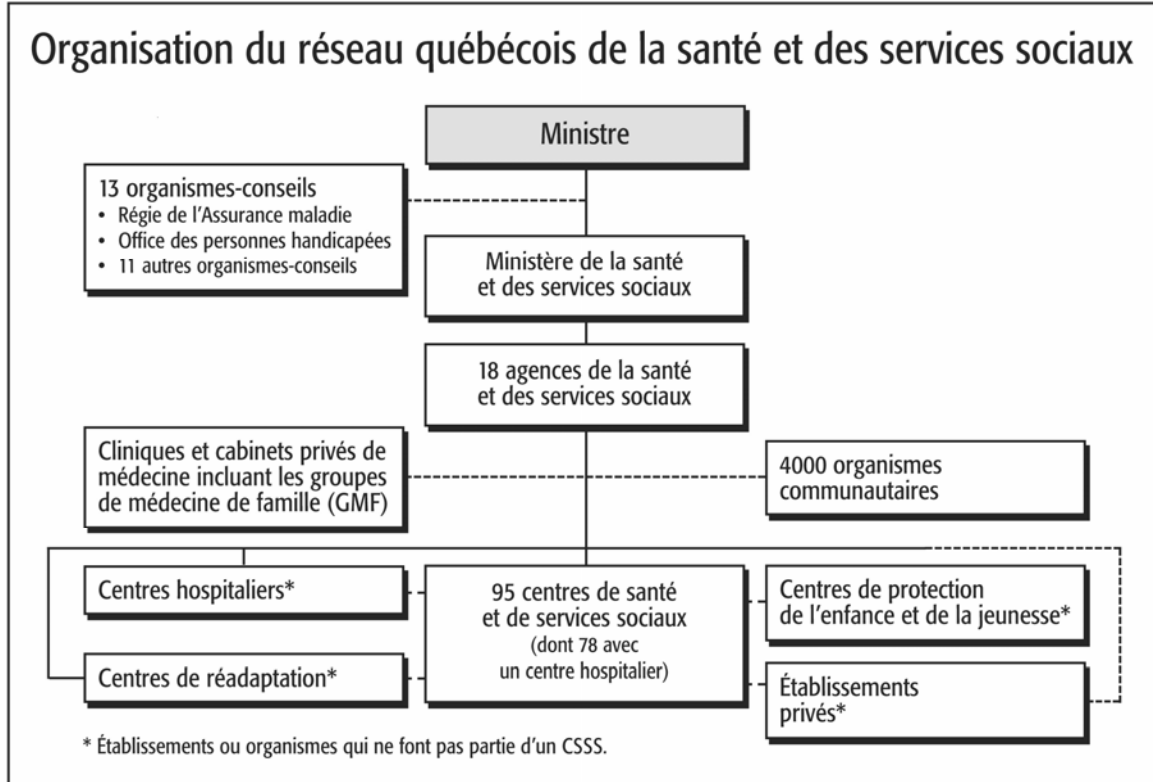 Organisation du réseau québécois de la santé et des services sociaux
Ministre
13 organismes-conseils
• Régie de l'Assurance maladie
• Office des personnes handicapées
• 11 autres organismes-conseils
Ministère de la santé
et des services sociaux
18 agences de la santé
et des services sociaux
Cliniques et cabinets privés de
médecine incluant les groupes
de médecine de famille (GMF)
4000 organismes
communautaires
Centres hospitaliers*
95 centres de santé
et de services sociaux
(dont 78 avec
un centre hospitalier)
Centres de protection
de l'enfance et de la jeunesse*
Centres de réadaptation*
Établissements
privés*
* Établissements ou organismes qui ne font pas partie d'un CSSS.